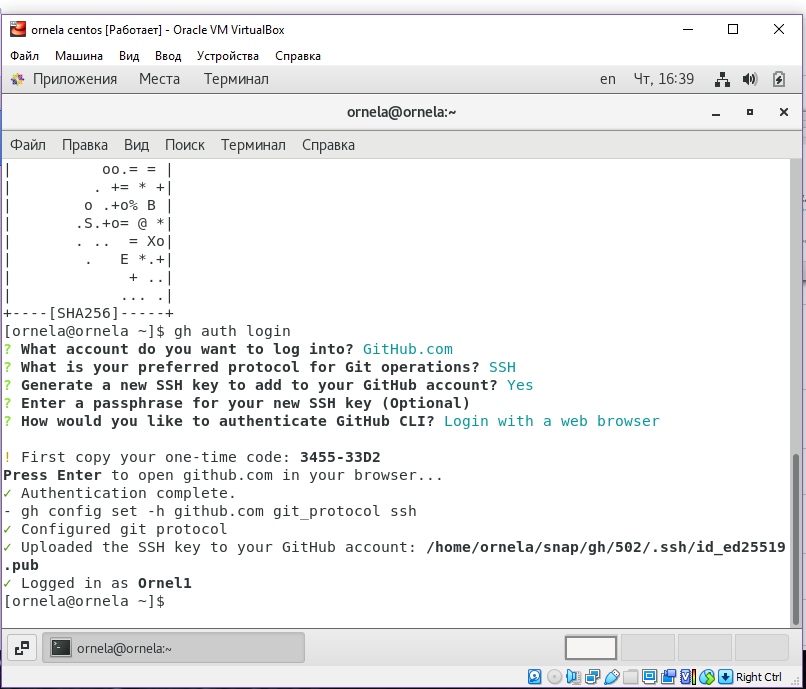 ornela centos [Работает] - Oracle VM VirtualBox
Файл Машина Вид Ввод Устройства Справка
Приложения Места Терминал en Чт, 16:39
ornela@ornela:~
Файл Правка Вид Поиск Терминал Справка
|          oo.= = |
|         . += * +|
|        o .+o% B |
|       .S.+o= @ *|
|       . ..  = Xo|
|        .   E *.+|
|             + ..|
|            ... .|
+----[SHA256]-----+
[ornela@ornela ~]$ gh auth login
? What account do you want to log into? GitHub.com
? What is your preferred protocol for Git operations? SSH
? Generate a new SSH key to add to your GitHub account? Yes
? Enter a passphrase for your new SSH key (Optional)
? How would you like to authenticate GitHub CLI? Login with a web browser
! First copy your one-time code: 3455-33D2
Press Enter to open github.com in your browser...
✓ Authentication complete.
- gh config set -h github.com git_protocol ssh
✓ Configured git protocol
✓ Uploaded the SSH key to your GitHub account: /home/ornela/snap/gh/502/.ssh/id_ed25519
.pub
✓ Logged in as Ornel1
[ornela@ornela ~]$
ornela@ornela:~
Right Ctrl